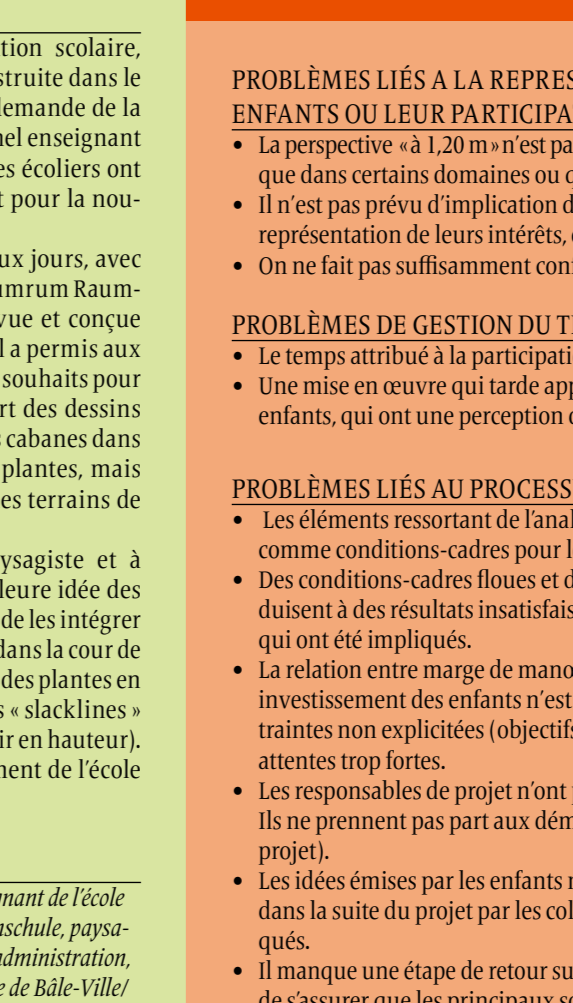 tion scolaire,
struite dans le
demande de la
nel enseignant
es écoliers ont
t pour la nou-
ux jours, avec
umrum Raum-
vue et conçue
l a permis aux
souhaits pour
rt des dessins
s cabanes dans
plantes, mais
es terrains de
ysagiste et à
leure idée des
de les intégrer
dans la cour de
des plantes en
s « slacklines »
ir en hauteur).
ment de l'école
gnant de l'école
nschule, paysa-
administration,
e de Bâle-Ville/
PROBLÈMES LIÉS A LA REPRES
ENFANTS OU LEUR PARTICIPA
• La perspective «à 1,20 m» n'est pa
que dans certains domaines ou q
• Il n'est pas prévu d'implication d
représentation de leurs intérêts,
• On ne fait pas suffisamment conf
PROBLÈMES DE GESTION DU T
• Le temps attribué à la participati
• Une mise en œuvre qui tarde app
enfants, qui ont une perception
PROBLÈMES LIÉS AU PROCESS
• Les éléments ressortant de l'anal
comme conditions-cadres pour l
• Des conditions-cadres floues et d
duisent à des résultats insatisfais
qui ont été impliqués.
• La relation entre marge de mano
investissement des enfants n'est
traintes non explicitées (objectifs
attentes trop fortes.
• Les responsables de projet n'ont
Ils ne prennent pas part aux dém
projet).
• Les idées émises par les enfants
dans la suite du projet par les col
qués.
• Il manque une étape de retour su
de s'assurer que les principaux s